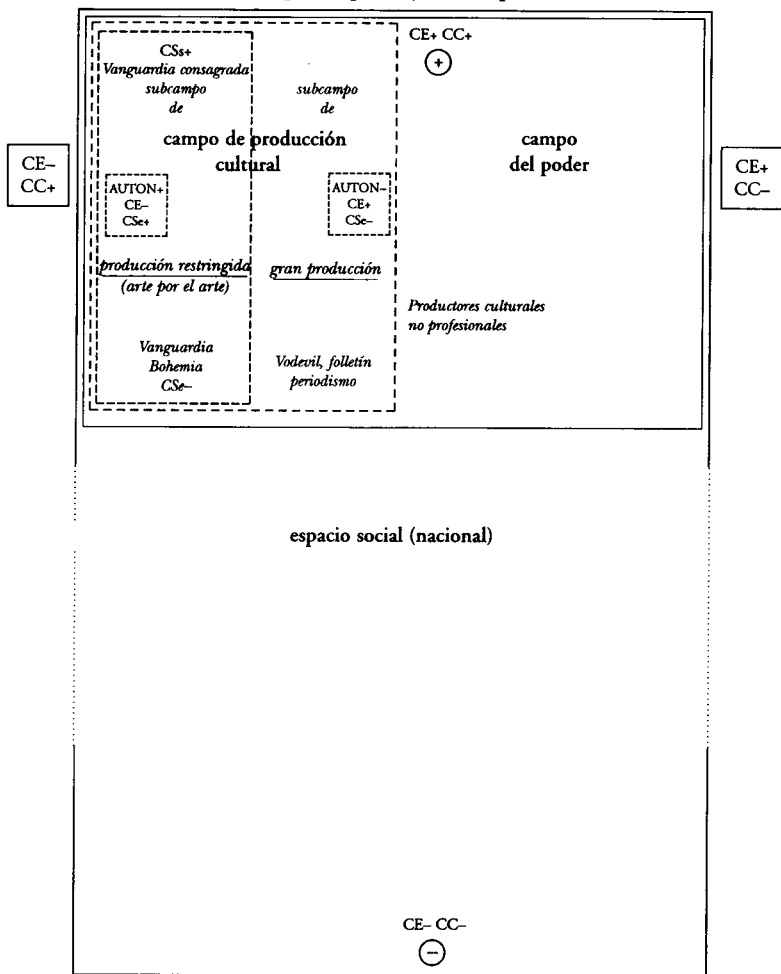 CE+ CC+
+
CSs+
Vanguardia consagrada
subcampo
de
subcampo
de
campo de producción
cultural
campo
del poder
CE–
CC+
CE+
CC–
AUTON+
CE–
CSe+
AUTON–
CE+
CSe–
producción restringida
(arte por el arte)
gran producción
Productores culturales
no profesionales
Vanguardia
Bohemia
CSe–
Vodevil, folletín
periodismo
espacio social (nacional)
CE– CC–
–